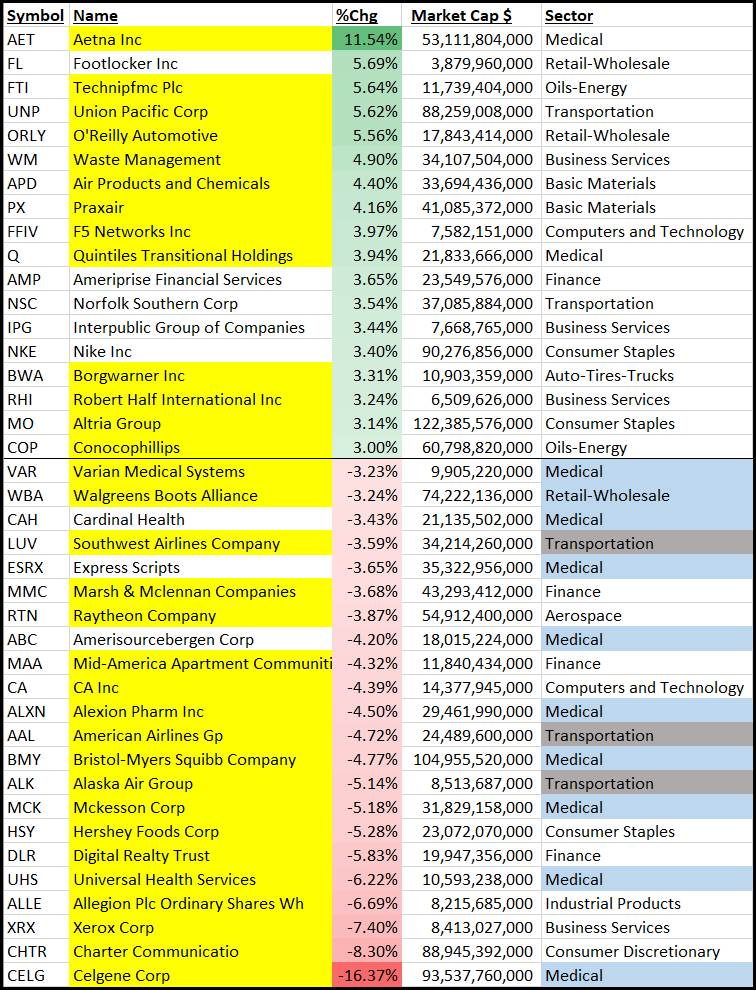 Symbol Name %Chg Market Cap $ Sector
AET Aetna Inc 11.54% 53,111,804,000 Medical
FL Footlocker Inc 5.69% 3,879,960,000 Retail-Wholesale
FTI Technipfmc Plc 5.64% 11,739,404,000 Oils-Energy
UNP Union Pacific Corp 5.62% 88,259,008,000 Transportation
ORLY O'Reilly Automotive 5.56% 17,843,414,000 Retail-Wholesale
WM Waste Management 4.90% 34,107,504,000 Business Services
APD Air Products and Chemicals 4.40% 33,694,436,000 Basic Materials
PX Praxair 4.16% 41,085,372,000 Basic Materials
FFIV F5 Networks Inc 3.97% 7,582,151,000 Computers and Technology
Q Quintiles Transitional Holdings 3.94% 21,833,666,000 Medical
AMP Ameriprise Financial Services 3.65% 23,549,576,000 Finance
NSC Norfolk Southern Corp 3.54% 37,085,884,000 Transportation
IPG Interpublic Group of Companies 3.44% 7,668,765,000 Business Services
NKE Nike Inc 3.40% 90,276,856,000 Consumer Staples
BWA Borgwarner Inc 3.31% 10,903,359,000 Auto-Tires-Trucks
RHI Robert Half International Inc 3.24% 6,509,626,000 Business Services
MO Altria Group 3.14% 122,385,576,000 Consumer Staples
COP Conocophillips 3.00% 60,798,820,000 Oils-Energy
VAR Varian Medical Systems -3.23% 9,905,220,000 Medical
WBA Walgreens Boots Alliance -3.24% 74,222,136,000 Retail-Wholesale
CAH Cardinal Health -3.43% 21,135,502,000 Medical
LUV Southwest Airlines Company -3.59% 34,214,260,000 Transportation
ESRX Express Scripts -3.65% 35,322,956,000 Medical
MMC Marsh & Mclennan Companies -3.68% 43,293,412,000 Finance
RTN Raytheon Company -3.87% 54,912,400,000 Aerospace
ABC Amerisourcebergen Corp -4.20% 18,015,224,000 Medical
MAA Mid-America Apartment Communiti -4.32% 11,840,434,000 Finance
CA CA Inc -4.39% 14,377,945,000 Computers and Technology
ALXN Alexion Pharm Inc -4.50% 29,461,990,000 Medical
AAL American Airlines Gp -4.72% 24,489,600,000 Transportation
BMY Bristol-Myers Squibb Company -4.77% 104,955,520,000 Medical
ALK Alaska Air Group -5.14% 8,513,687,000 Transportation
MCK Mckesson Corp -5.18% 31,829,158,000 Medical
HSY Hershey Foods Corp -5.28% 23,072,070,000 Consumer Staples
DLR Digital Realty Trust -5.83% 19,947,356,000 Finance
UHS Universal Health Services -6.22% 10,593,238,000 Medical
ALLE Allegion Plc Ordinary Shares Wh -6.69% 8,215,685,000 Industrial Products
XRX Xerox Corp -7.40% 8,413,027,000 Business Services
CHTR Charter Communicatio -8.30% 88,945,392,000 Consumer Discretionary
CELG Celgene Corp -16.37% 93,537,760,000 Medical